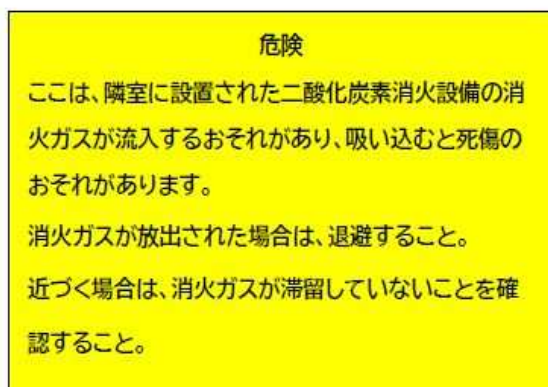 危険
ここは、隣室に設置された二酸化炭素消火設備の消
火ガスが流入するおそれがあり、吸い込むと死傷の
おそれがあります。
消火ガスが放出された場合は、退避すること。
近づく場合は、消火ガスが滞留していないことを確
認すること。